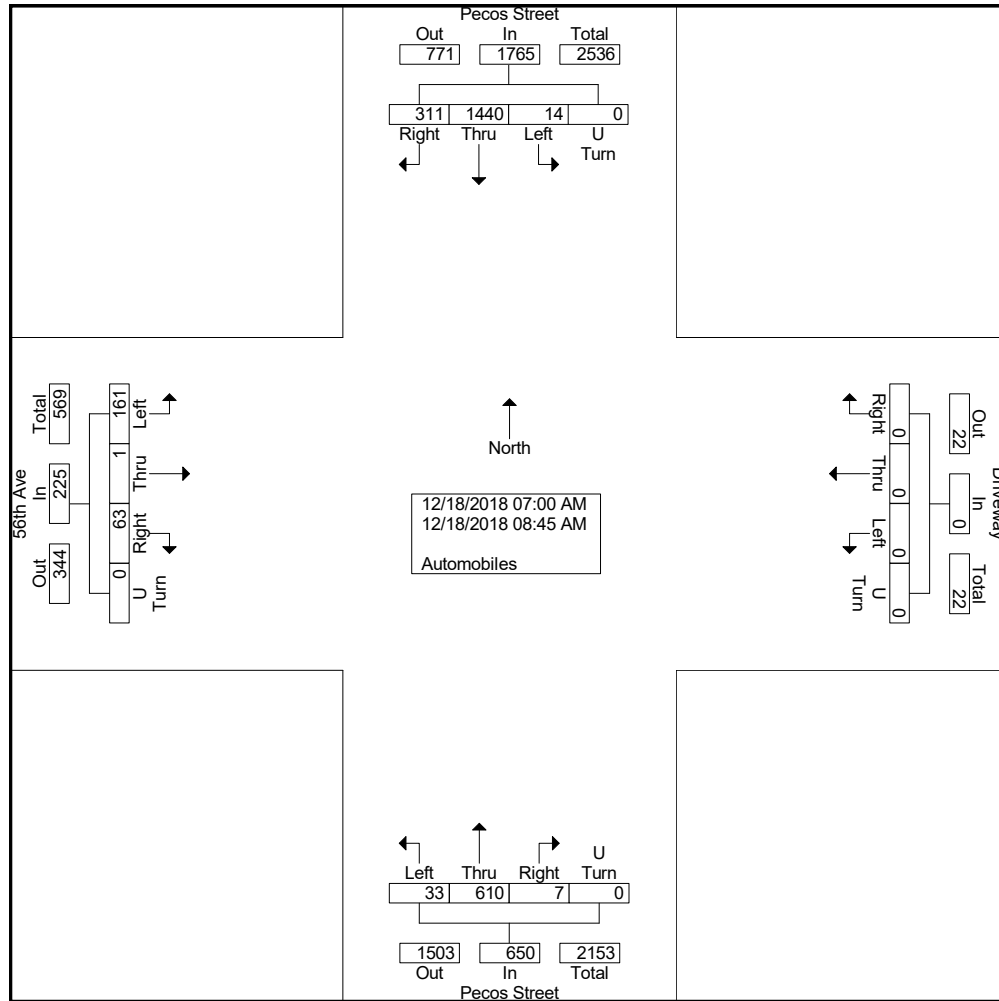 Pecos Street
Out In Total
771 1765 2536
311 1440 14 0
Right Thru Left U Turn
56th Ave
Total In Out
569 225 344
161 1 63 0
Left Thru Right U Turn
North
12/18/2018 07:00 AM
12/18/2018 08:45 AM
Automobiles
Right Thru Left U Turn
0 0 0 0
Out In Total
22 0 22
Driveway
Left Thru Right U Turn
33 610 7 0
1503 650 2153
Out In Total
Pecos Street